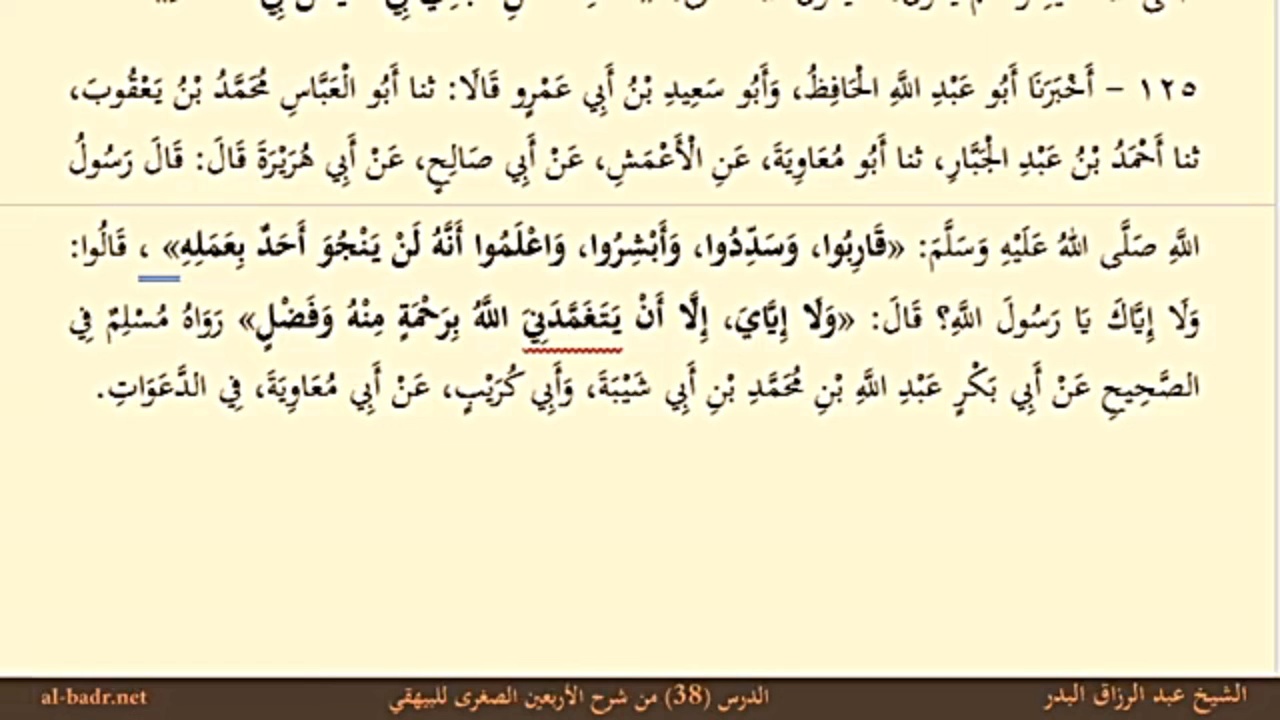 ١٢٥ - أَخْبَرَنَا أَبُو عَبْدِ اللَّهِ الْحَافِظُ، وَأَبُو سَعِيدِ بْنُ أَبِي عَمْرٍو قَالَا: ثنا أَبُو الْعَبَّاسِ مُحَمَّدُ بْنُ يَعْقُوبَ،
ثنا أَحْمَدُ بْنُ عَبْدِ الْجَبَّارِ، ثنا أَبُو مُعَاوِيَةَ، عَنِ الْأَعْمَشِ، عَنْ أَبِي صَالِحٍ، عَنْ أَبِي هُرَيْرَةَ قَالَ: قَالَ رَسُولُ
اللَّهِ صَلَّى اللهُ عَلَيْهِ وَسَلَّمَ: «قَارِبُوا، وَسَدِّدُوا، وَأَبْشِرُوا، وَاعْلَمُوا أَنَّهُ لَنْ يَنْجُوَ أَحَدٌ بِعَمَلِهِ» ، قَالُوا:
وَلَا إِيَّاكَ يَا رَسُولَ اللَّهِ؟ قَالَ: «وَلَا إِيَّايَ، إِلَّا أَنْ يَتَغَمَّدَنِيَ اللَّهُ بِرَحْمَةٍ مِنْهُ وَفَضْلٍ» رَوَاهُ مُسْلِمٌ فِي
الصَّحِيحِ عَنْ أَبِي بَكْرٍ عَبْدِ اللَّهِ بْنِ مُحَمَّدِ بْنِ أَبِي شَيْبَةَ، وَأَبِي كُرَيْبٍ، عَنْ أَبِي مُعَاوِيَةَ، فِي الدَّعَوَاتِ.
الشيخ عبد الرزاق البدر
الدرس (38) من شرح الأربعين الصغرى للبيهقي
al-badr.net